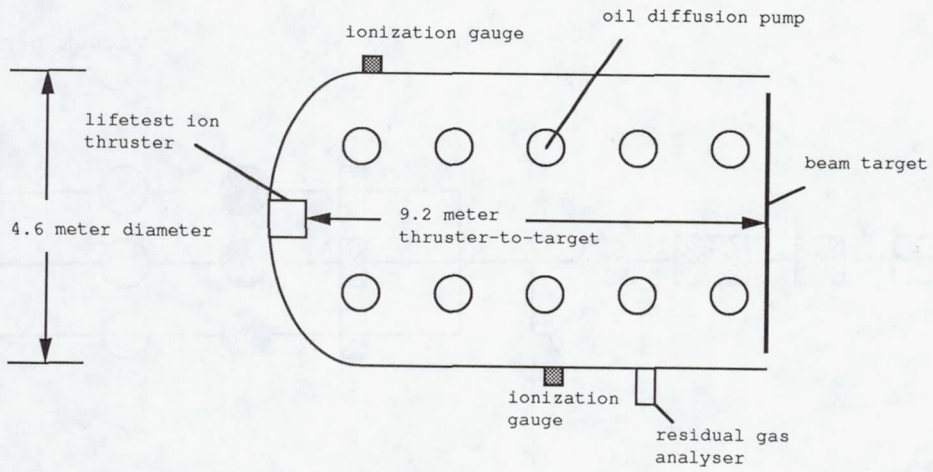 oil diffusion pump
ionization gauge
lifetest ion
thruster
beam target
4.6 meter diameter
9.2 meter
thruster-to-target
ionization
gauge
residual gas
analyser